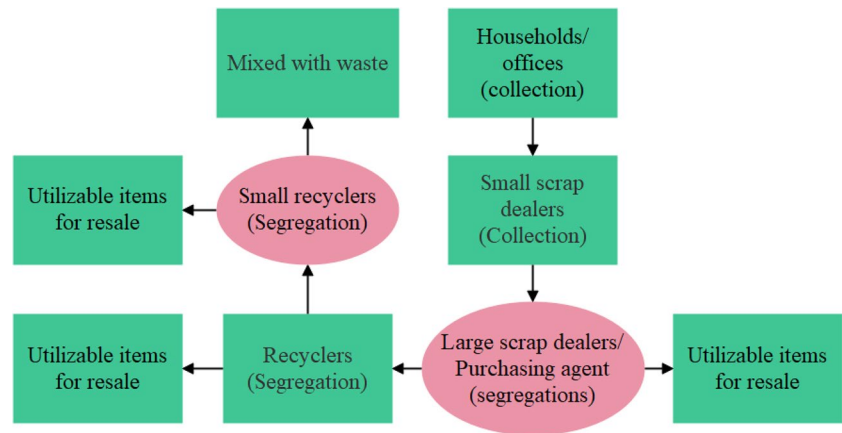 Mixed with waste
Households/
offices
(collection)
Utilizable items
for resale
Small recyclers
(Segregation)
Small scrap
dealers
(Collection)
Utilizable items
for resale
Recyclers
(Segregation)
Large scrap dealers/
Purchasing agent
(segregations)
Utilizable items
for resale